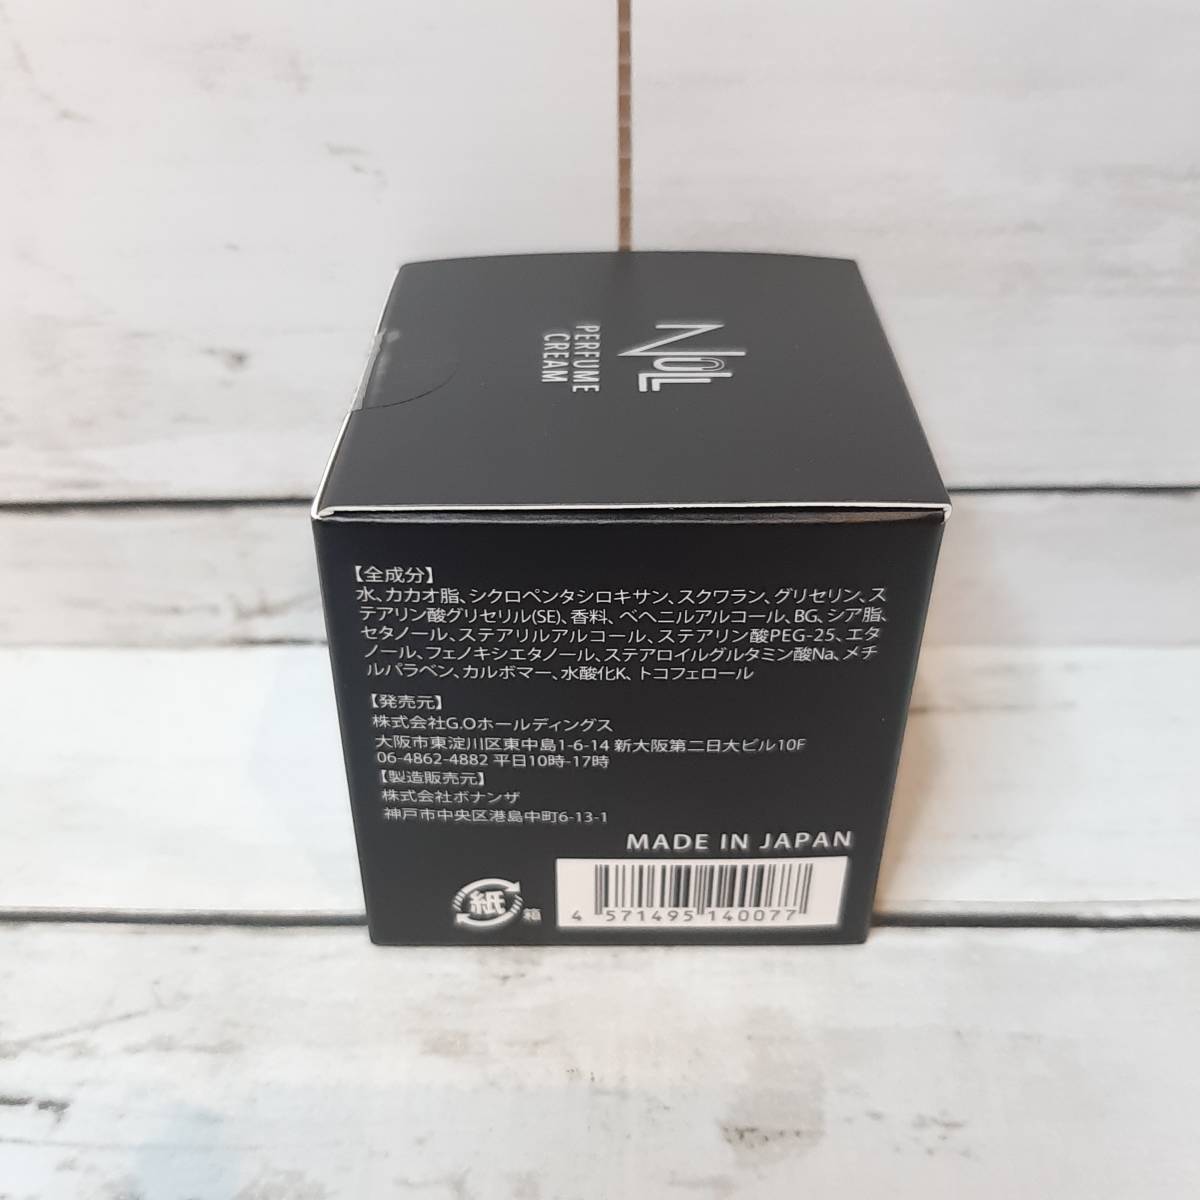 NULL
PERFUME
CREAM
【全成分】
水、カカオ脂、シクロペンタシロキサン、スクワラン、グリセリン、ス
テアリン酸グリセリル(SE)、香料、ベヘニルアルコール、BG、シア脂、
セタノール、ステアリルアルコール、ステアリン酸PEG-25、エタ
ノール、フェノキシエタノール、ステアロイルグルタミン酸Na、メチ
ルパラベン、カルボマー、水酸化K、トコフェロール
【発売元】
株式会社G.Oホールディングス
大阪市東淀川区東中島1-6-14 新大阪第二日大ビル10F
06-4862-4882 平日10時-17時
【製造販売元】
株式会社ボナンザ
神戸市中央区港島中町6-13-1
MADE IN JAPAN
紙
箱
4 571495 140077